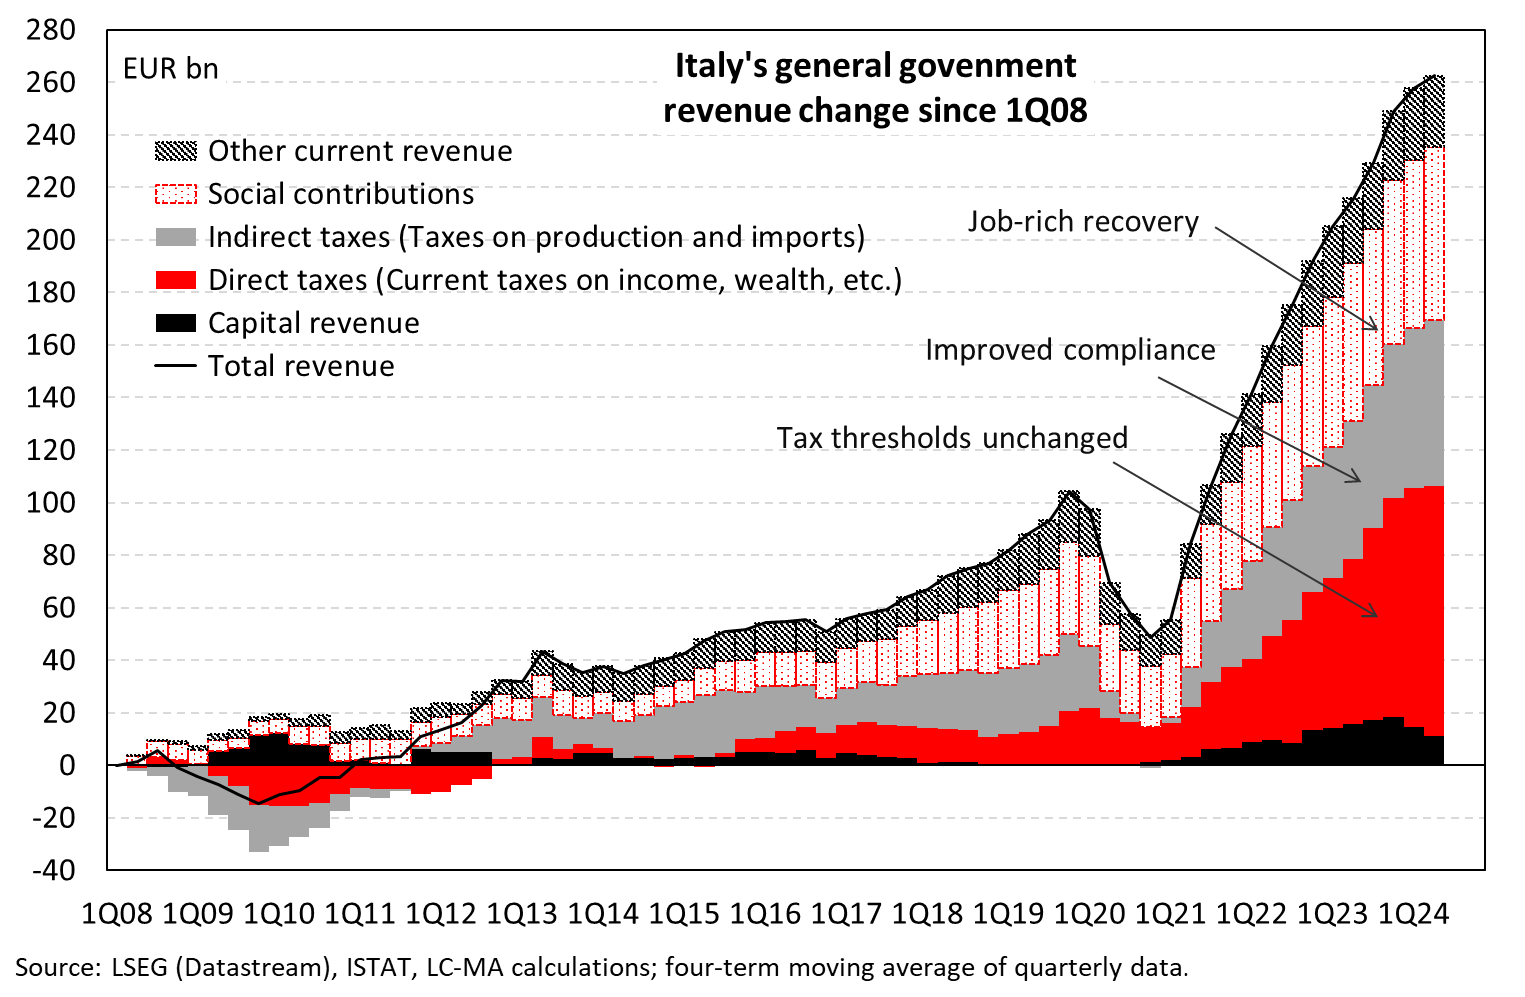 Italy's general govenment
revenue change since 1Q08
EUR bn
280
260
240
220
200
180
160
140
120
100
80
60
40
20
0
-20
-40
Other current revenue
Social contributions
Indirect taxes (Taxes on production and imports)
Direct taxes (Current taxes on income, wealth, etc.)
Capital revenue
Total revenue
Job-rich recovery
Improved compliance
Tax thresholds unchanged
1Q08 1Q09 1Q10 1Q11 1Q12 1Q13 1Q14 1Q15 1Q16 1Q17 1Q18 1Q19 1Q20 1Q21 1Q22 1Q23 1Q24
Source: LSEG (Datastream), ISTAT, LC-MA calculations; four-term moving average of quarterly data.